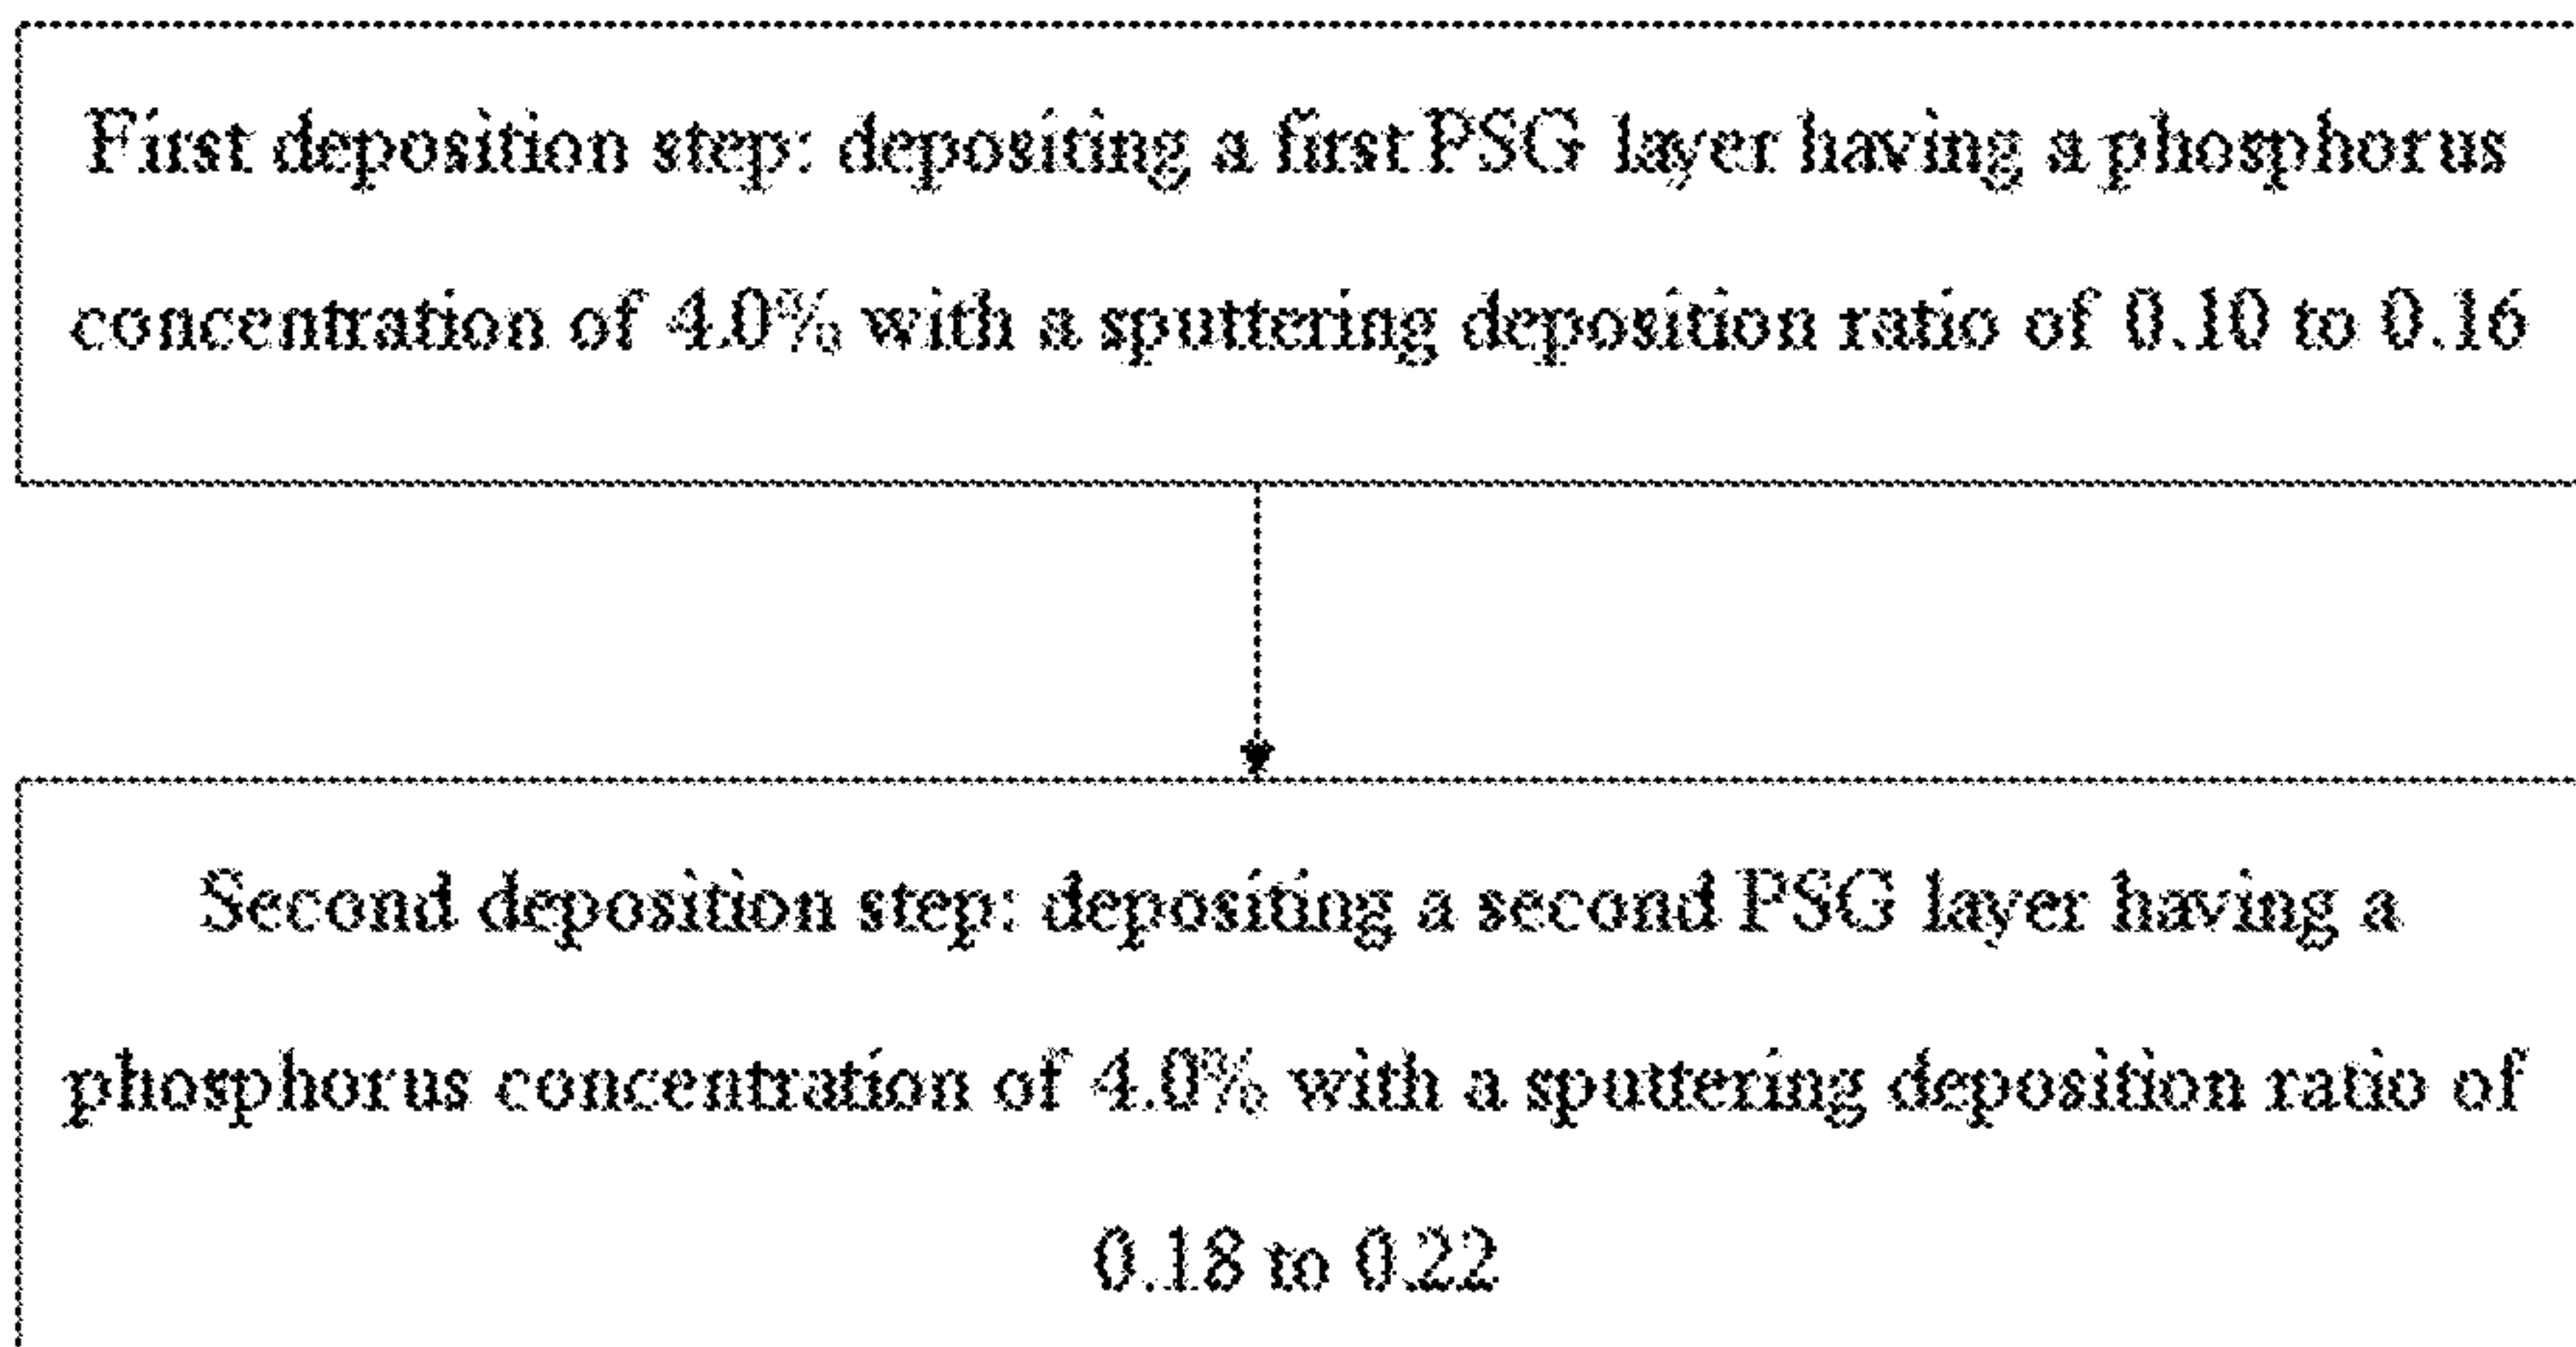 First deposition step: depositing a first PSG layer having a phosphorus
concentration of 4.0% with a sputtering deposition ratio of 0.10 to 0.16
Second deposition step: depositing a second PSG layer having a
phosphorus concentration of 4.0% with a sputtering deposition ratio of
0.18 to 0.22